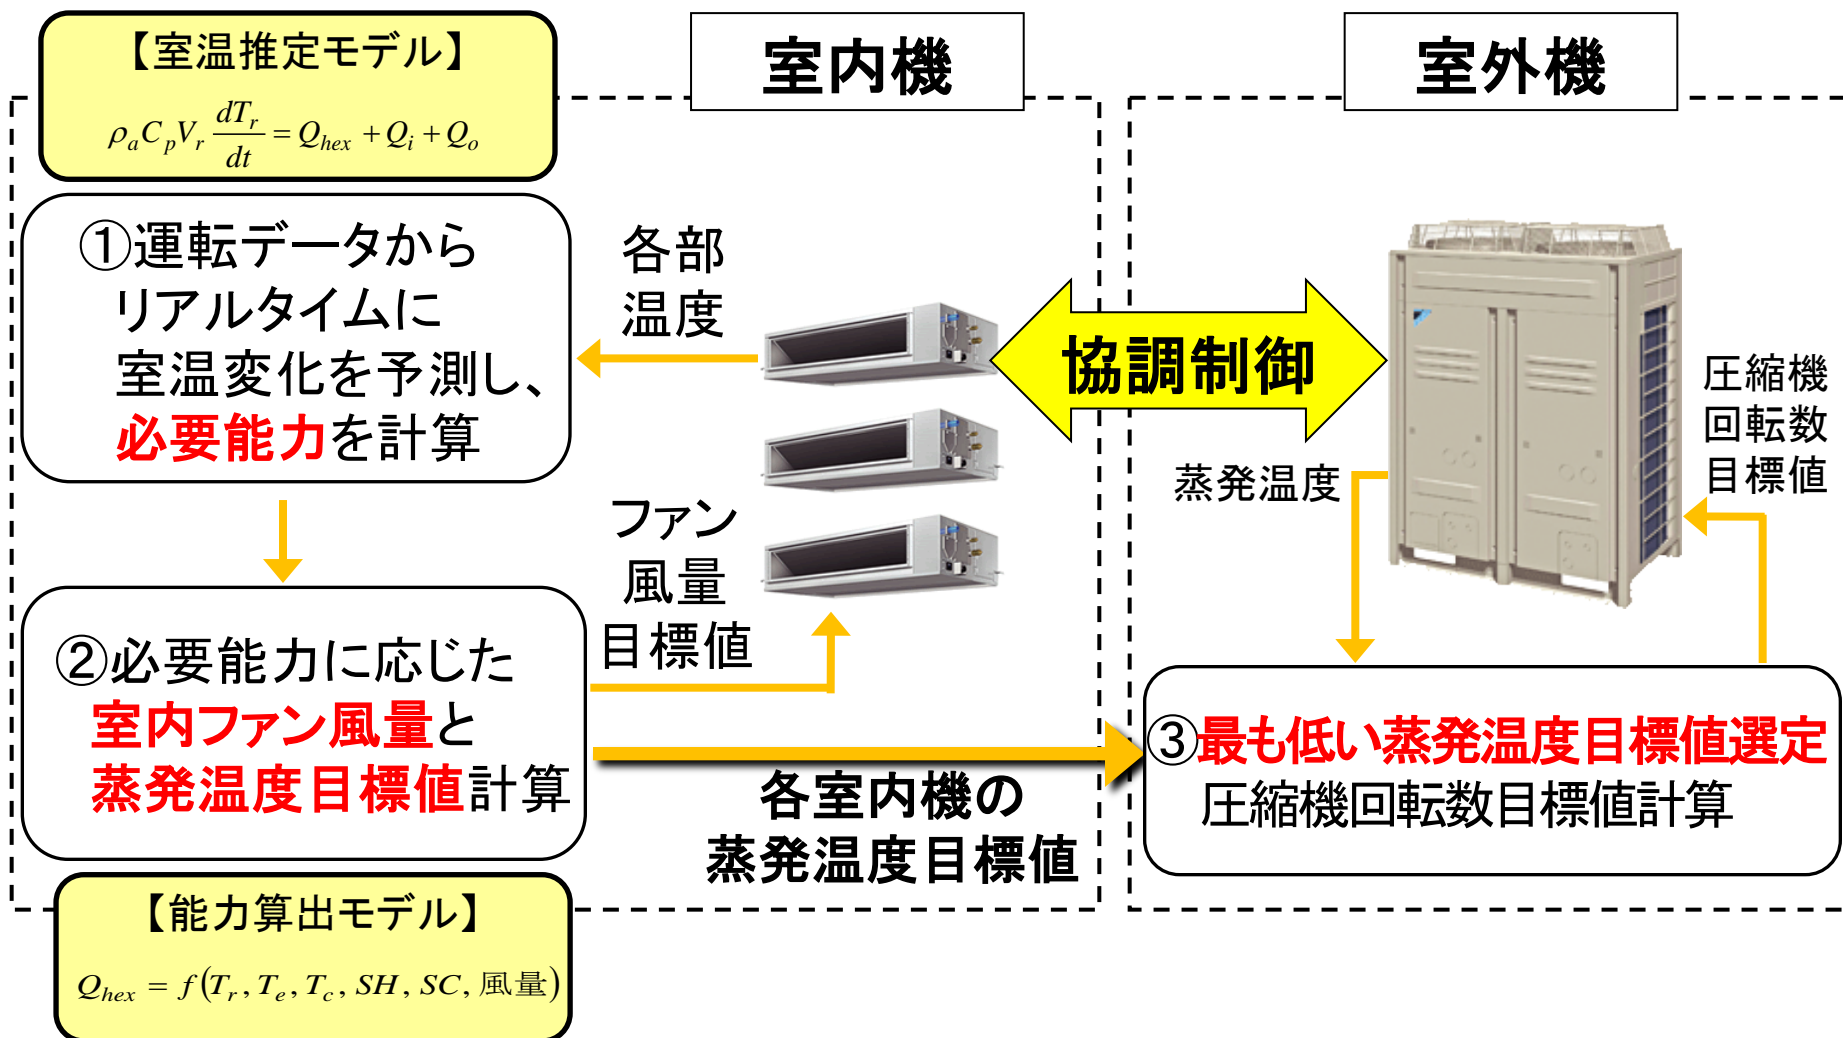 【室温推定モデル】
ρₐCₚVᵣ dTᵣ/dt = Q_hex + Q_i + Q_o
室内機
室外機
①運転データから
リアルタイムに
室温変化を予測し、
必要能力を計算
各部
温度
協調制御
圧縮機
回転数
目標値
蒸発温度
ファン
風量
目標値
②必要能力に応じた
室内ファン風量と
蒸発温度目標値計算
③最も低い蒸発温度目標値選定
圧縮機回転数目標値計算
各室内機の
蒸発温度目標値
【能力算出モデル】
Q_hex = f(T_r, T_e, T_c, SH, SC, 風量)